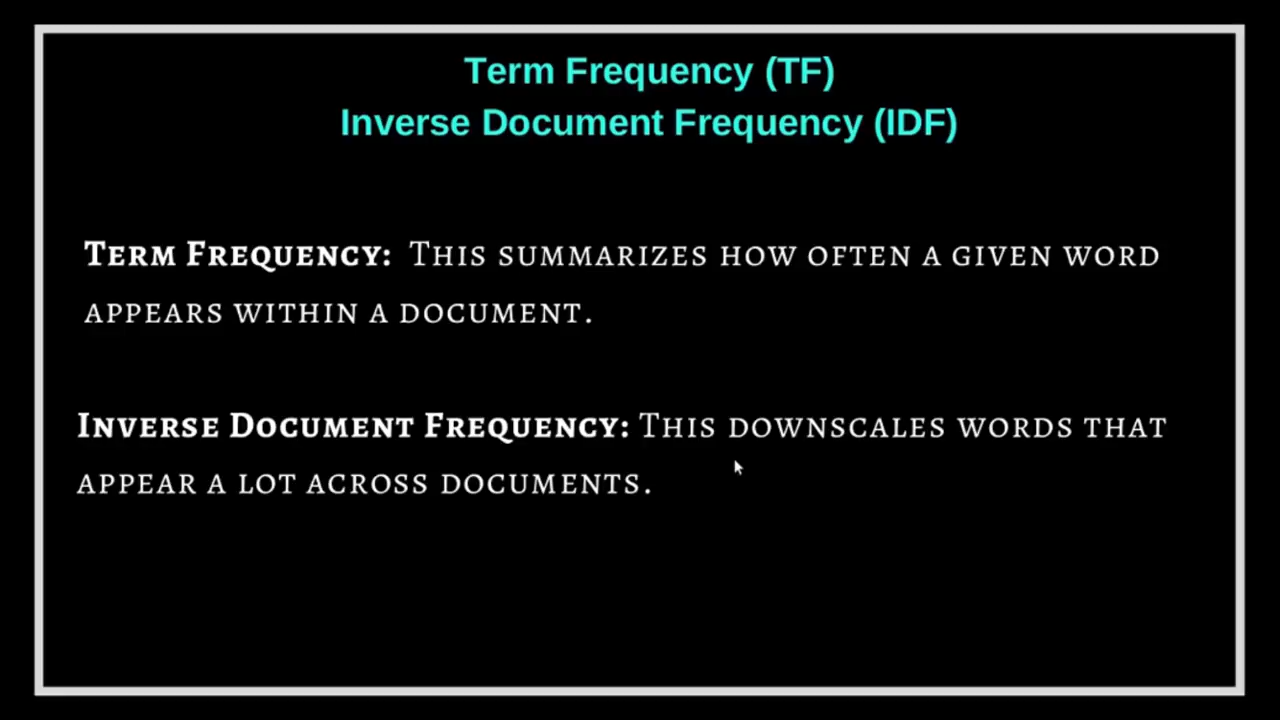 Term Frequency (TF)
Inverse Document Frequency (IDF)
Term Frequency: This summarizes how often a given word
appears within a document.
Inverse Document Frequency: This downscales words that
appear a lot across documents.